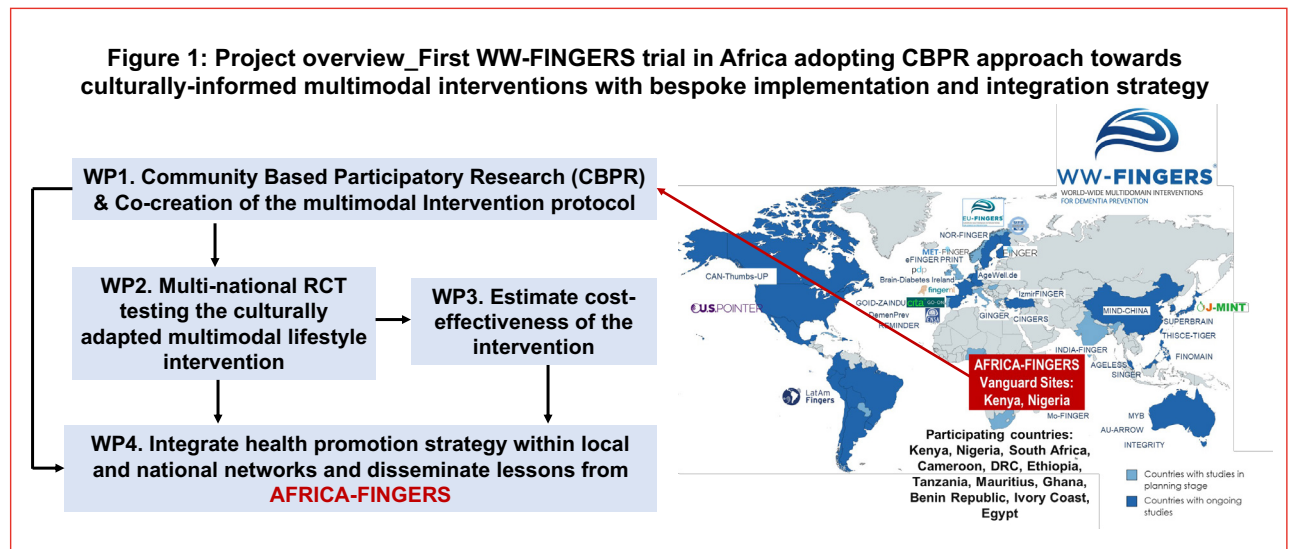 Figure 1: Project overview_First WW-FINGERS trial in Africa adopting CBPR approach towards
culturally-informed multimodal interventions with bespoke implementation and integration strategy
WP1. Community Based Participatory Research (CBPR)
& Co-creation of the multimodal Intervention protocol
WP2. Multi-national RCT
testing the culturally
adapted multimodal lifestyle
intervention
WP3. Estimate cost-
effectiveness of the
intervention
WP4. Integrate health promotion strategy within local
and national networks and disseminate lessons from
AFRICA-FINGERS
WW-FINGERS
WORLD-WIDE MULTIDOMAIN INTERVENTIONS
FOR DEMENTIA PREVENTION
EU-FINGERS
NOR-FINGER
MET-FINGER
FINGER
eFINGER PRINT
pdp
AgeWell.de
Brain-Diabetes Ireland
fingerni
CAN-Thumbs-UP
U.S.POINTER
GOID-ZAINDU
cita
GO-ON
IzmirFINGER
DemenPrev
REMINDER
GINGER
CINGERS
MIND-CHINA
J-MINT
SUPERBRAIN
THISCE-TIGER
INDIA-FINGER
FINOMAIN
AGELESS
SINGER
LatAm
Fingers
AFRICA-FINGERS
Vanguard Sites:
Kenya, Nigeria
Mo-FINGER
MYB
AU-ARROW
INTEGRITY
Participating countries:
Kenya, Nigeria, South Africa,
Cameroon, DRC, Ethiopia,
Tanzania, Mauritius, Ghana,
Benin Republic, Ivory Coast,
Egypt
Countries with studies in
planning stage
Countries with ongoing
studies